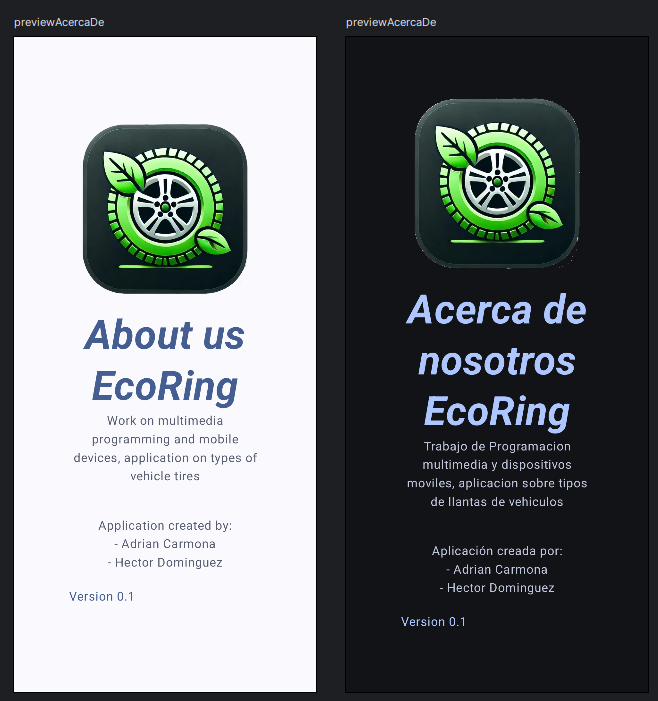 previewAcercaDe
About us
EcoRing
Work on multimedia
programming and mobile
devices, application on types of
vehicle tires
Application created by:
- Adrian Carmona
- Hector Dominguez
Version 0.1
previewAcercaDe
Acerca de
nosotros
EcoRing
Trabajo de Programacion
multimedia y dispositivos
moviles, aplicacion sobre tipos
de llantas de vehiculos
Aplicación creada por:
- Adrian Carmona
- Hector Dominguez
Version 0.1